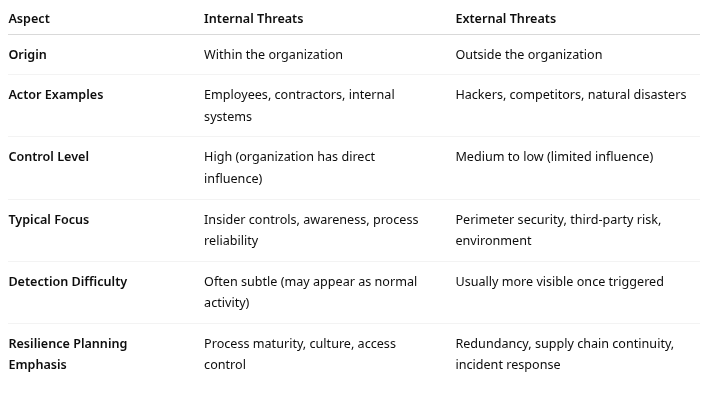 Aspect Internal Threats External Threats
Origin Within the organization Outside the organization
Actor Examples Employees, contractors, internal Hackers, competitors, natural disasters
systems
Control Level High (organization has direct Medium to low (limited influence)
influence)
Typical Focus Insider controls, awareness, process Perimeter security, third-party risk,
reliability environment
Detection Difficulty Often subtle (may appear as normal Usually more visible once triggered
activity)
Resilience Planning Process maturity, culture, access Redundancy, supply chain continuity,
Emphasis control incident response